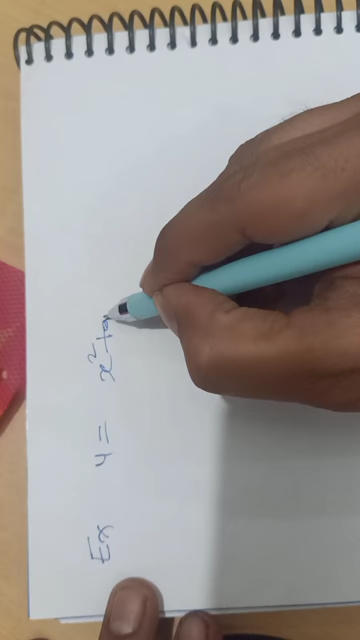 Ex y = x² +